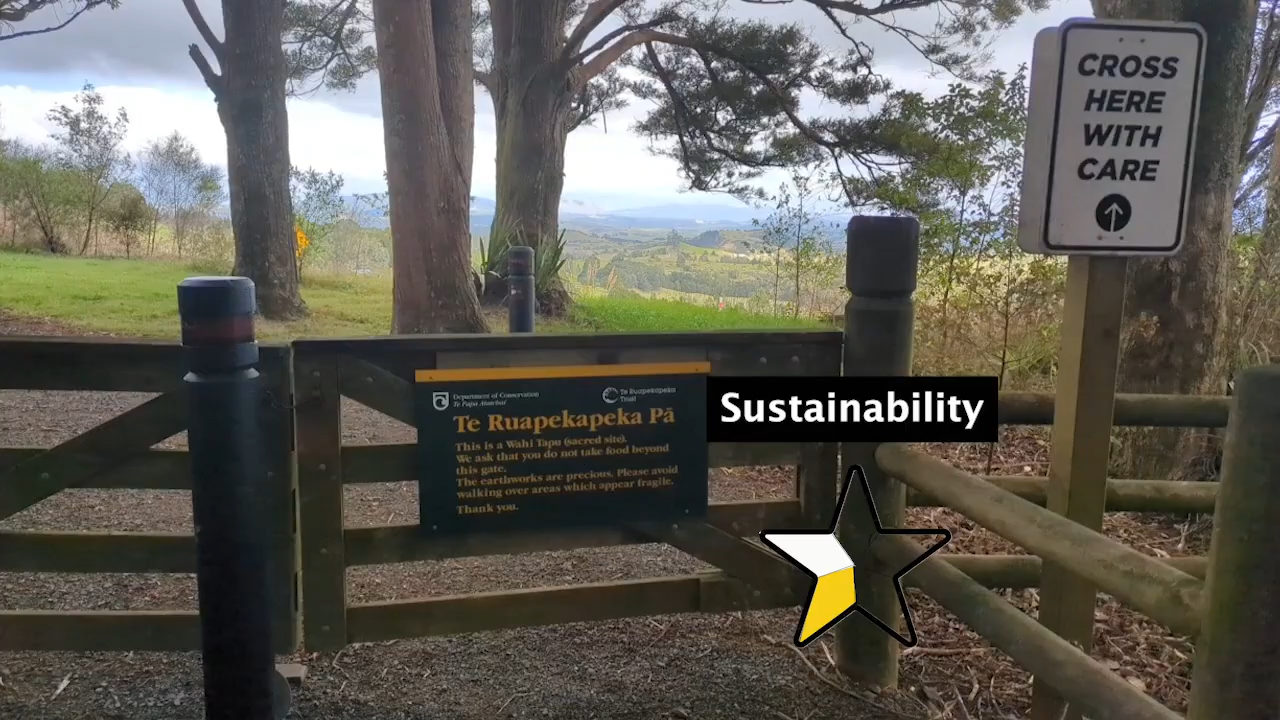 CROSS
HERE
WITH
CARE
Department of Conservation
Te Papa Atawhai
Te Ruapekapeka
Trust
Te Ruapekapeka Pā
This is a Wahi Tapu (sacred site).
We ask that you do not take food beyond
this gate.
The earthworks are precious. Please avoid
walking over areas which appear fragile.
Thank you.
Sustainability